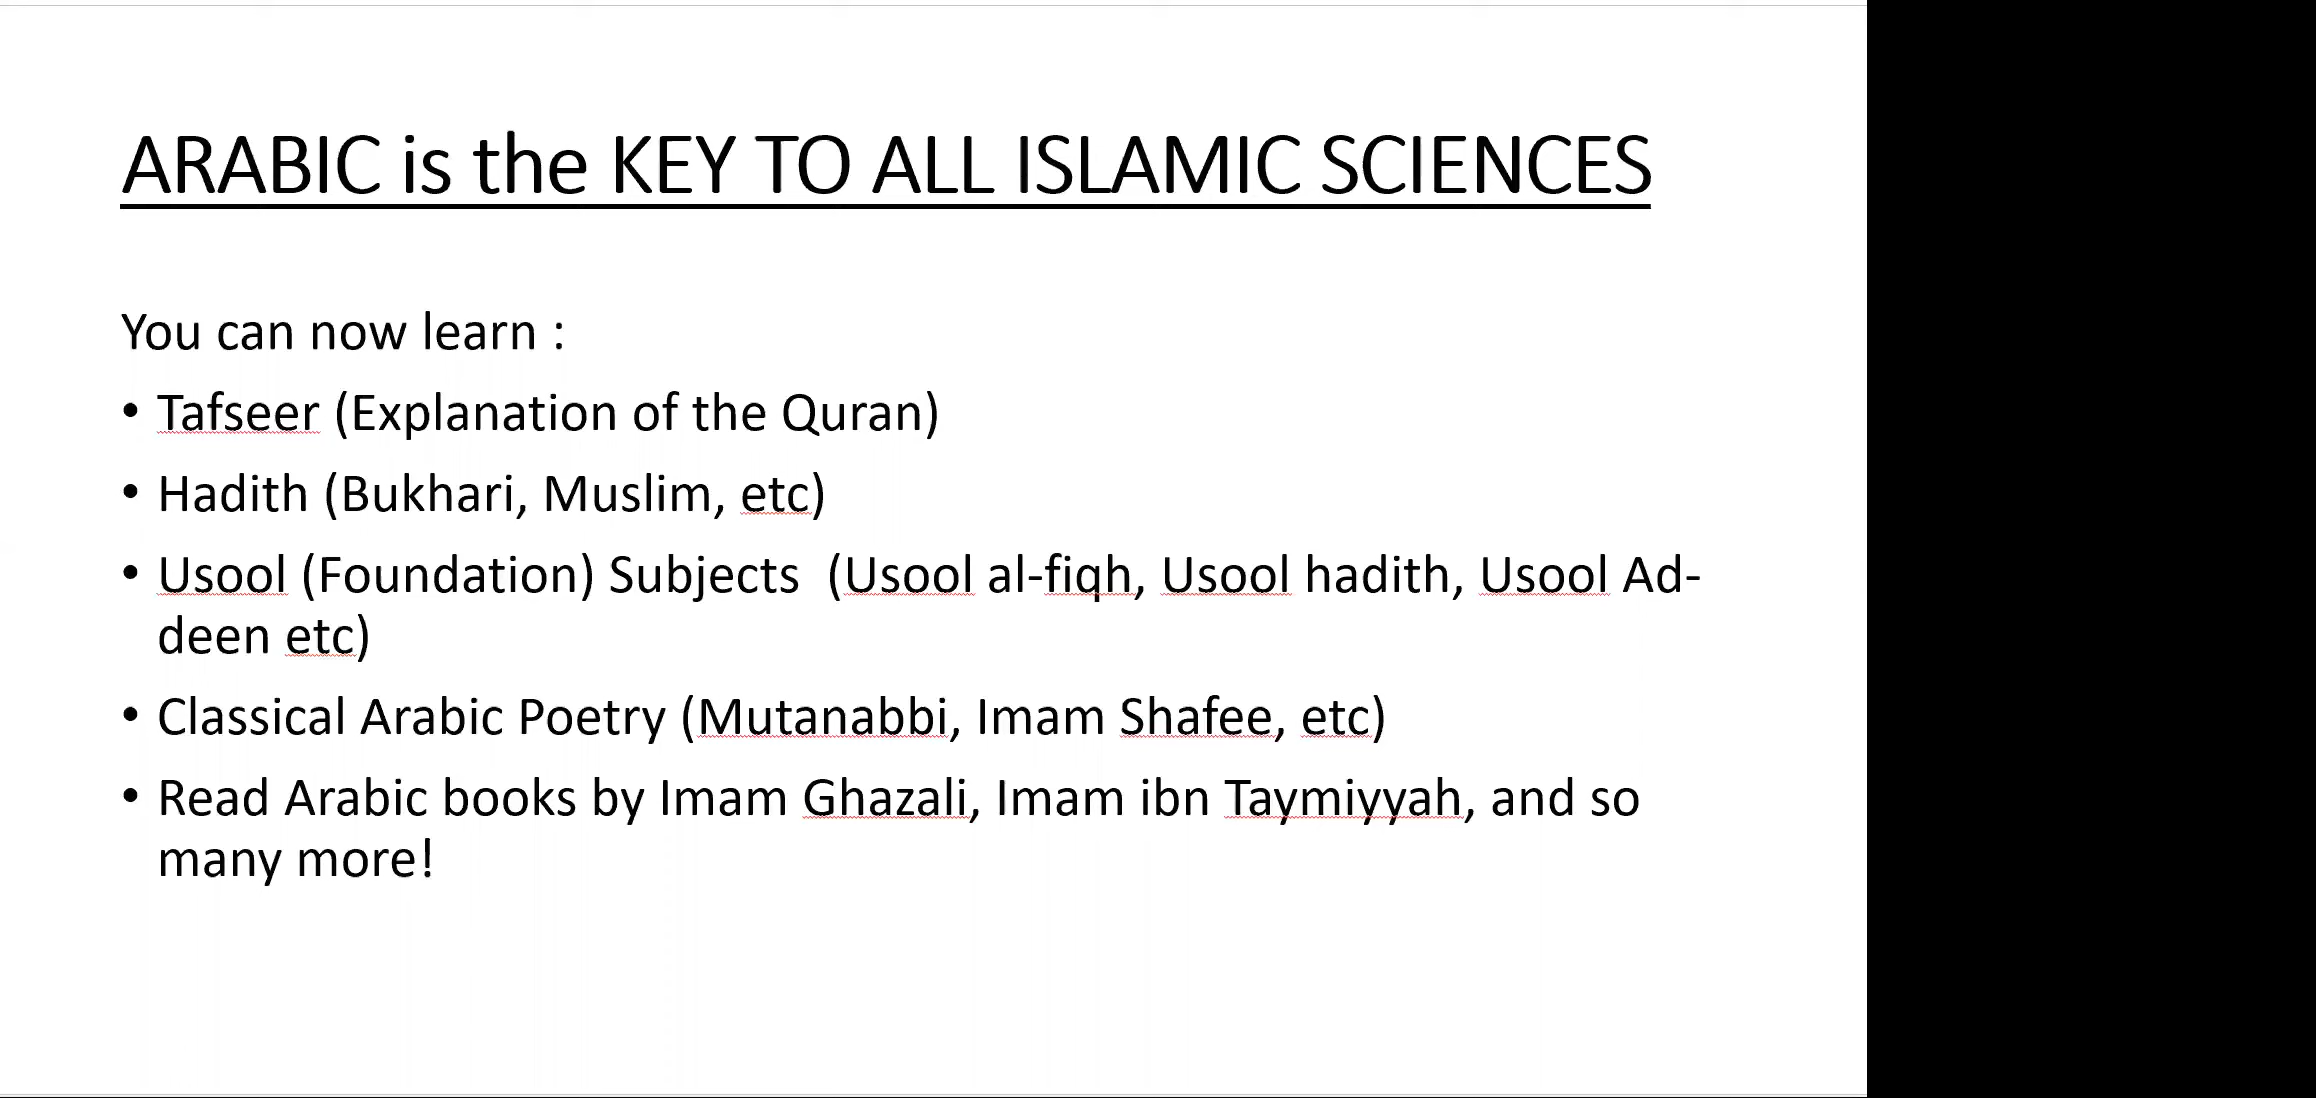 ARABIC is the KEY TO ALL ISLAMIC SCIENCES
You can now learn :
• Tafseer (Explanation of the Quran)
• Hadith (Bukhari, Muslim, etc)
• Usool (Foundation) Subjects  (Usool al-fiqh, Usool hadith, Usool Ad-
deen etc)
• Classical Arabic Poetry (Mutanabbi, Imam Shafee, etc)
• Read Arabic books by Imam Ghazali, Imam ibn Taymiyyah, and so
many more!